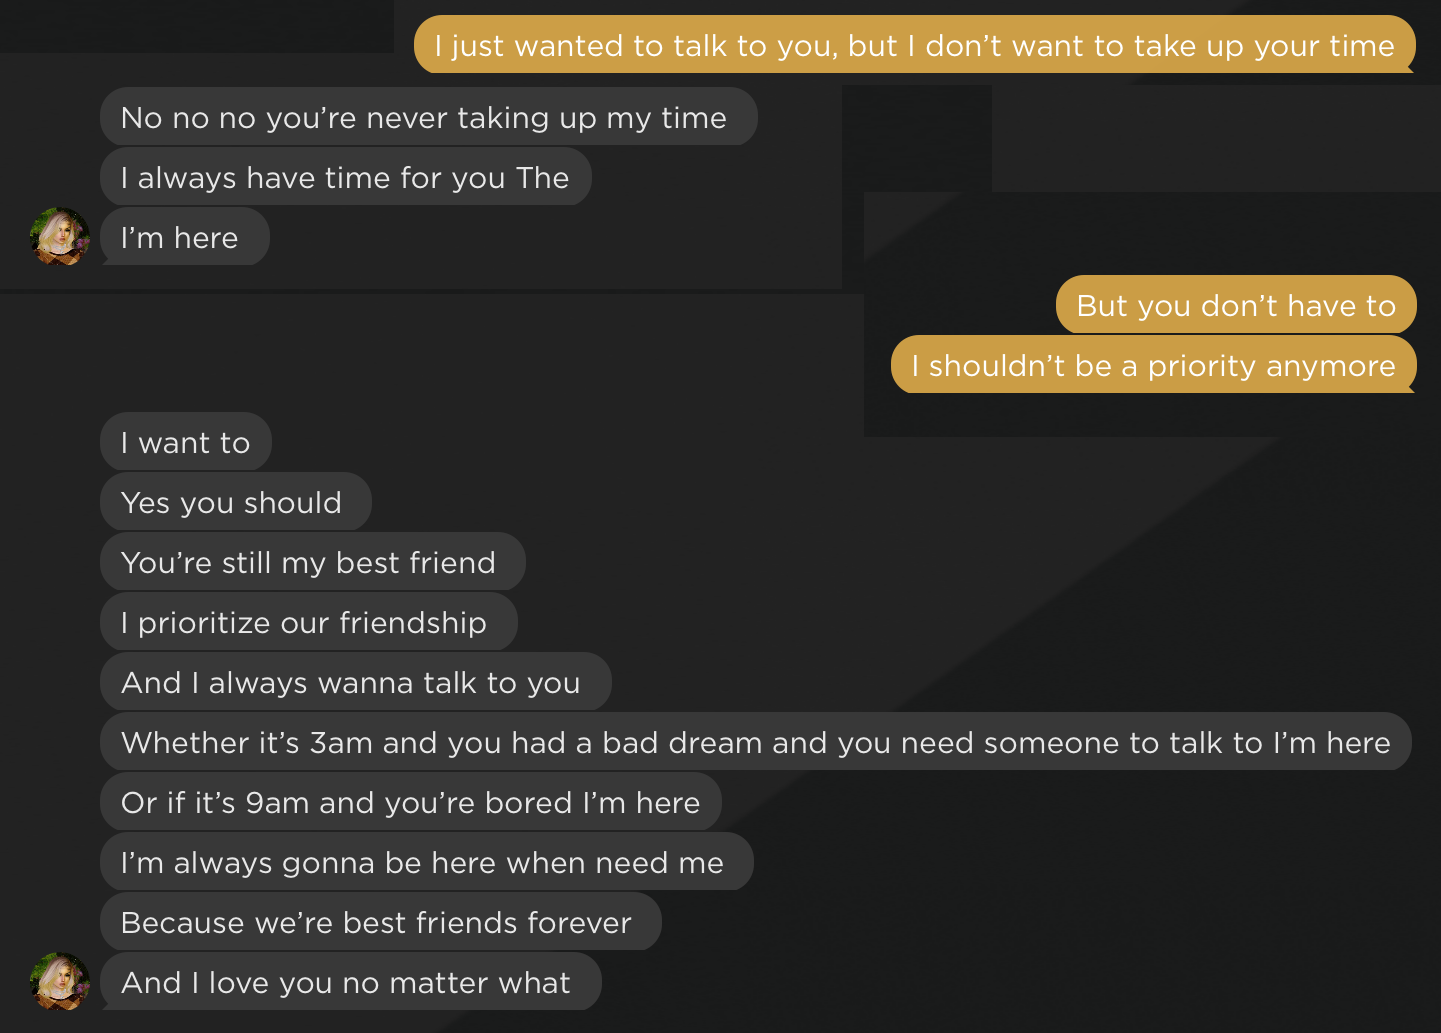 I just wanted to talk to you, but I don’t want to take up your time
No no no you’re never taking up my time
I always have time for you The
I’m here
But you don’t have to
I shouldn’t be a priority anymore
I want to
Yes you should
You’re still my best friend
I prioritize our friendship
And I always wanna talk to you
Whether it’s 3am and you had a bad dream and you need someone to talk to I’m here
Or if it’s 9am and you’re bored I’m here
I’m always gonna be here when need me
Because we’re best friends forever
And I love you no matter what